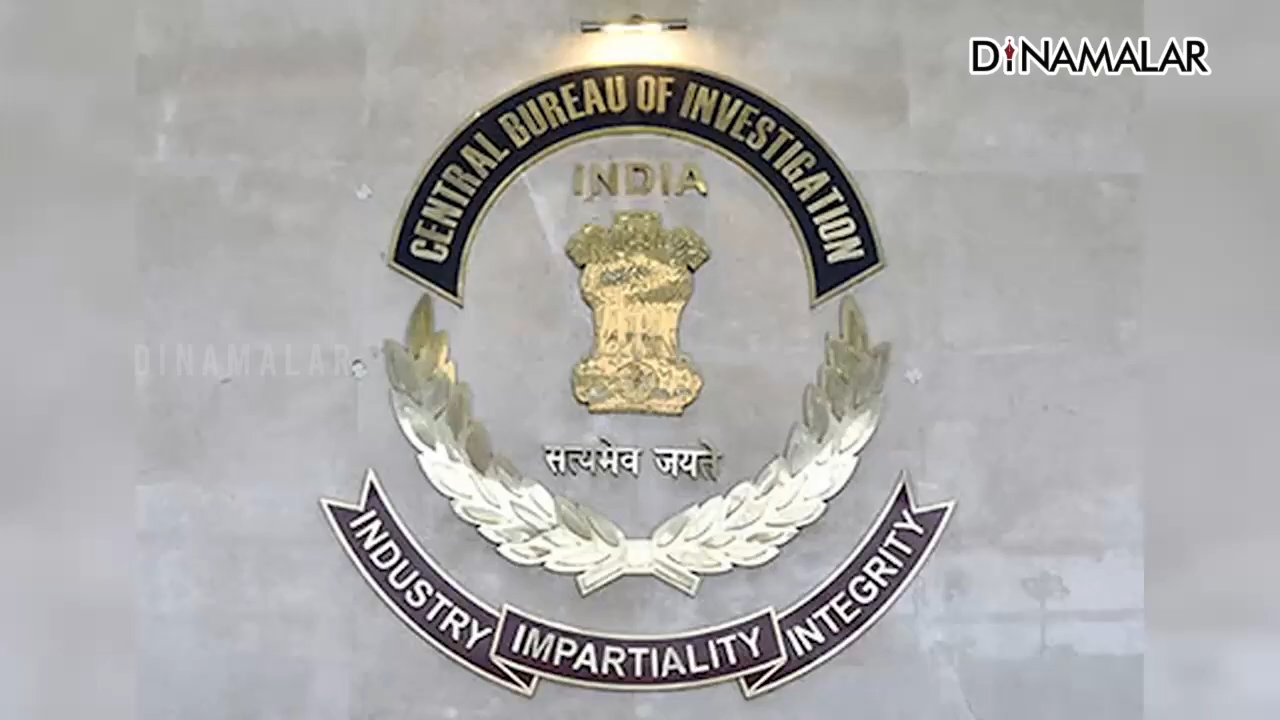 DINAMALAR
CENTRAL BUREAU OF INVESTIGATION
INDIA
DINAMALAR
सत्यमेव जयते
INDUSTRY IMPARTIALITY INTEGRITY